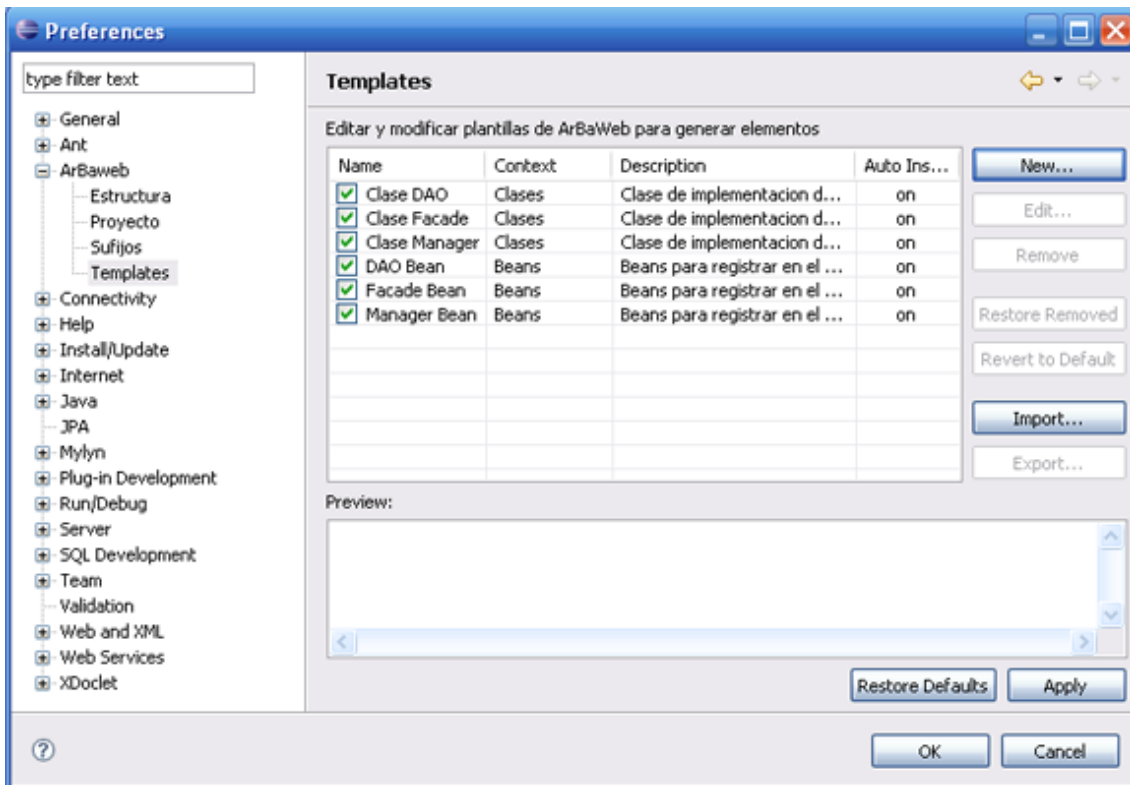 Preferences
type filter text
General
Ant
ArBaweb
Estructura
Proyecto
Sufijos
Templates
Connectivity
Help
Install/Update
Internet
Java
JPA
Mylyn
Plug-in Development
Run/Debug
Server
SQL Development
Team
Validation
Web and XML
Web Services
XDoclet
Templates
Editar y modificar plantillas de ArBaWeb para generar elementos
Name Context Description Auto Ins...
Clase DAO Clases Clase de implementacion d... on
Clase Facade Clases Clase de implementacion d... on
Clase Manager Clases Clase de implementacion d... on
DAO Bean Beans Beans para registrar en el ... on
Facade Bean Beans Beans para registrar en el ... on
Manager Bean Beans Beans para registrar en el ... on
New...
Edit...
Remove
Restore Removed
Revert to Default
Import...
Export...
Preview:
Restore Defaults Apply
? OK Cancel